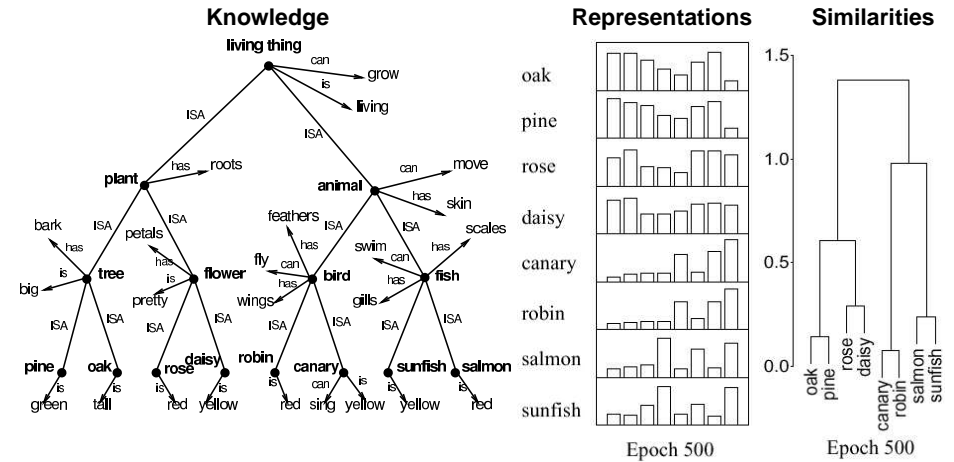 Knowledge
living thing
can
grow
is
living
ISA
ISA
plant
has
roots
animal
can
move
has
skin
ISA
ISA
ISA
ISA
bark
has
is
big
tree
petals
has
is
pretty
flower
feathers
has
fly
can
has
wings
bird
swim
can
has
gills
has
scales
fish
ISA
ISA
ISA
ISA
ISA
ISA
ISA
ISA
pine
oak
rose
daisy
robin
canary
sunfish
salmon
is
is
is
is
is
can
is
is
is
green
tall
red
yellow
red
sing
yellow
yellow
red
Representations
oak
pine
rose
daisy
canary
robin
salmon
sunfish
Epoch 500
Similarities
1.5
1.0
0.5
0.0
oak
pine
rose
daisy
canary
robin
salmon
sunfish
Epoch 500